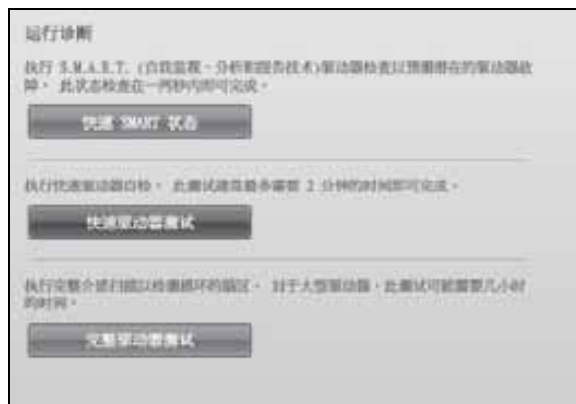 运行诊断
执行 S.M.A.R.T. (自我监视、分析和报告技术)驱动器检查以预测潜在的驱动器故
障。 此状态检查在一两秒内即可完成。
快速 SMART 状态
执行快速驱动器自检。 此测试通常最多需要 2 分钟的时间即可完成。
快速驱动器测试
执行完整介质扫描以检测损坏的扇区。 对于大型驱动器，此测试可能需要几小时
的时间。
完整驱动器测试